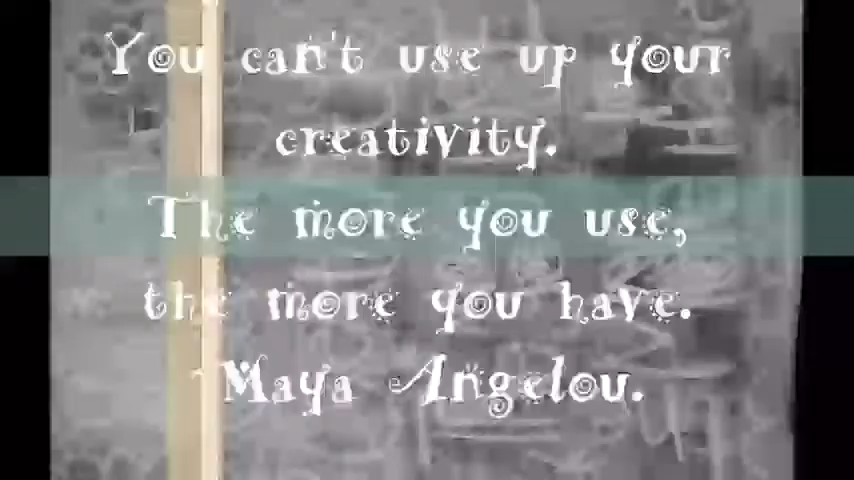 You can't use up your
creativity.
The more you use,
the more you have.
Maya Angelou.